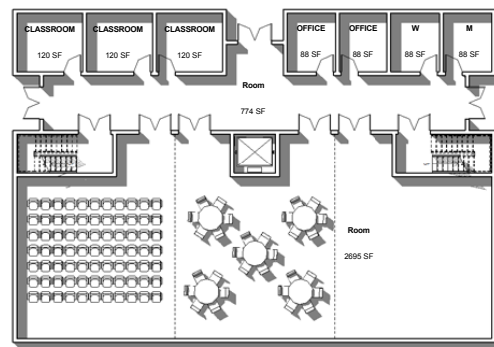 CLASSROOM CLASSROOM CLASSROOM OFFICE OFFICE W M
120 SF 120 SF 120 SF 88 SF 88 SF 88 SF 88 SF
Room
774 SF
Room
2695 SF